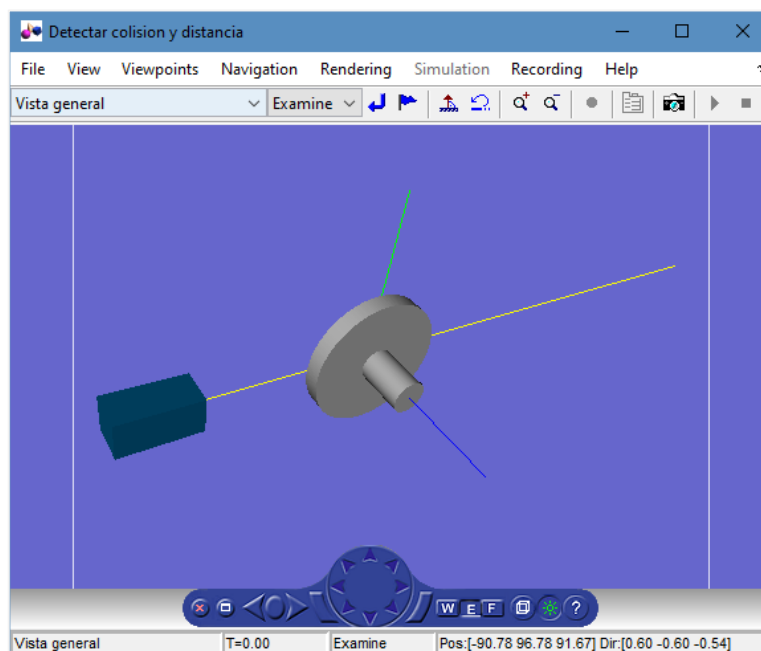 Detectar colision y distancia
File View Viewpoints Navigation Rendering Simulation Recording Help
Vista general Examine
W E F ?
Vista general T=0.00 Examine Pos:[-90.78 96.78 91.67] Dir:[0.60 -0.60 -0.54]